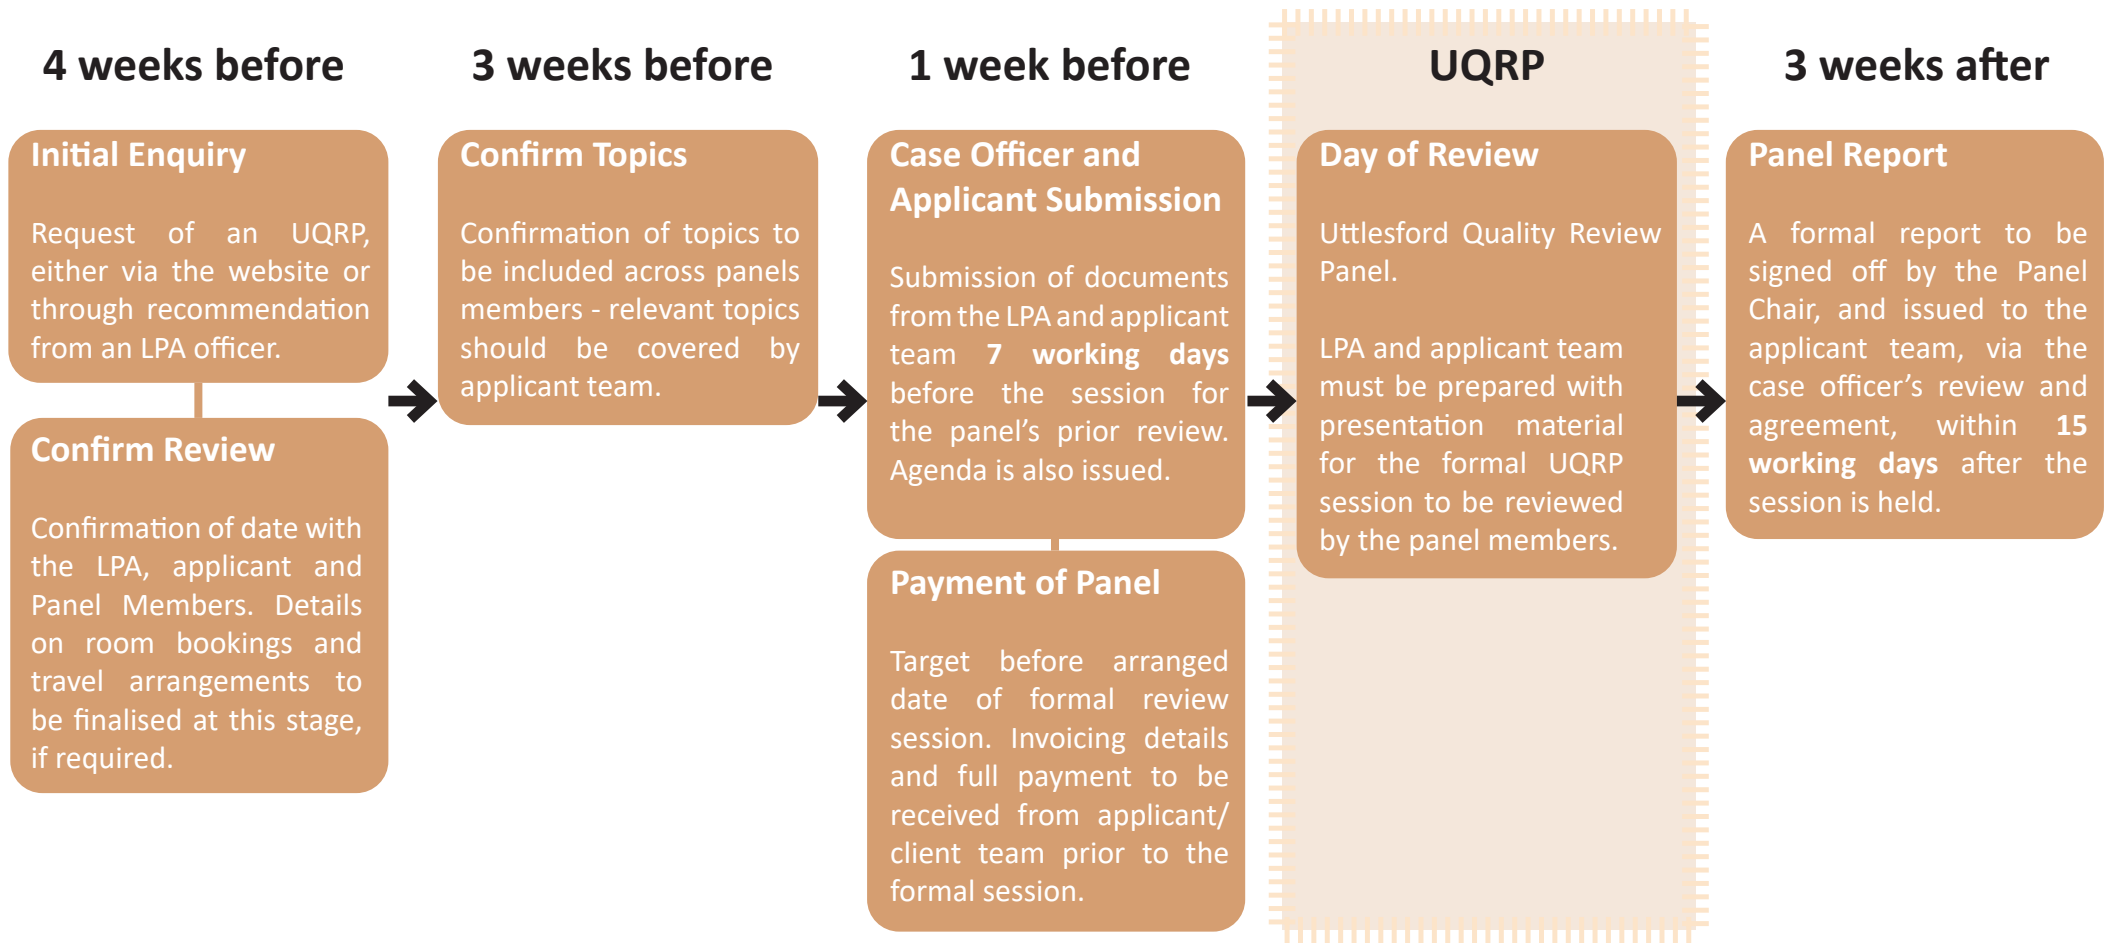 4 weeks before
Initial Enquiry
Request of an UQRP,
either via the website or
through recommendation
from an LPA officer.
Confirm Review
Confirmation of date with
the LPA, applicant and
Panel Members. Details
on room bookings and
travel arrangements to
be finalised at this stage,
if required.
3 weeks before
Confirm Topics
Confirmation of topics to
be included across panels
members - relevant topics
should be covered by
applicant team.
1 week before
Case Officer and
Applicant Submission
Submission of documents
from the LPA and applicant
team 7 working days
before the session for
the panel's prior review.
Agenda is also issued.
Payment of Panel
Target before arranged
date of formal review
session. Invoicing details
and full payment to be
received from applicant/
client team prior to the
formal session.
UQRP
Day of Review
Uttlesford Quality Review
Panel.
LPA and applicant team
must be prepared with
presentation material
for the formal UQRP
session to be reviewed
by the panel members.
3 weeks after
Panel Report
A formal report to be
signed off by the Panel
Chair, and issued to the
applicant team, via the
case officer's review and
agreement, within 15
working days after the
session is held.